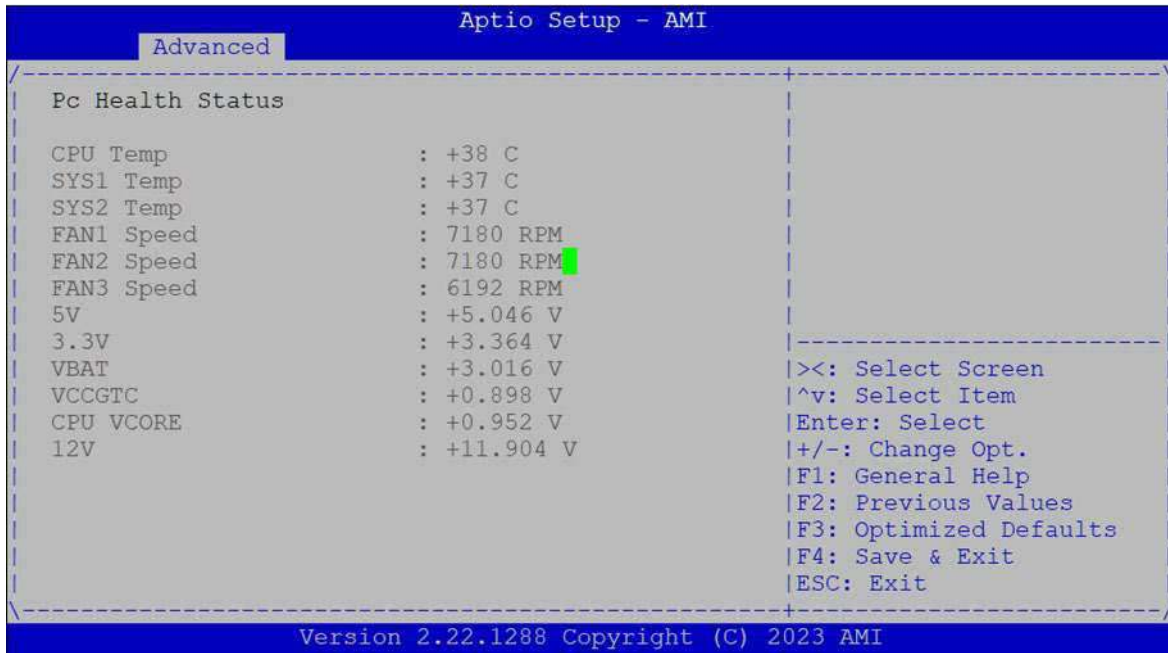 Aptio Setup - AMI
Advanced
Pc Health Status
CPU Temp : +38 C
SYS1 Temp : +37 C
SYS2 Temp : +37 C
FAN1 Speed : 7180 RPM
FAN2 Speed : 7180 RPM
FAN3 Speed : 6192 RPM
5V : +5.046 V
3.3V : +3.364 V
VBAT : +3.016 V
VCCGTC : +0.898 V
CPU VCORE : +0.952 V
12V : +11.904 V
><: Select Screen
^v: Select Item
Enter: Select
+/-: Change Opt.
F1: General Help
F2: Previous Values
F3: Optimized Defaults
F4: Save & Exit
ESC: Exit
Version 2.22.1288 Copyright (C) 2023 AMI